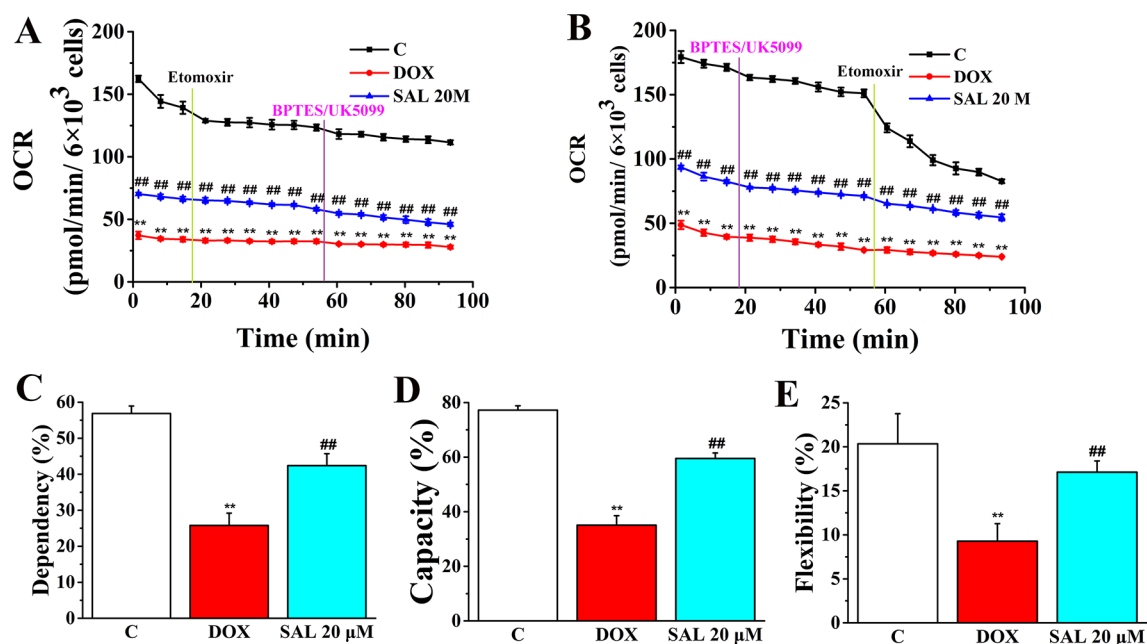 A
C
DOX
SAL 20M
Etomoxir
BPTES/UK5099
OCR
(pmol/min/ 6×10³ cells)
200
150
100
50
0
## ## ## ## ## ## ## ## ## ## ## ## ## ## ##
** ** ** ** ** ** ** ** ** ** ** ** ** ** **
0 20 40 60 80 100
Time (min)
B
BPTES/UK5099
C
DOX
SAL 20 M
Etomoxir
OCR
(pmol/min/ 6×10³ cells)
200
150
100
50
0
## ## ## ## ## ## ## ## ## ## ## ## ## ## ##
** ** ** ** ** ** ** ** ** ** ** ** ** ** **
0 20 40 60 80 100
Time (min)
C
Dependency (%)
60
50
40
30
20
10
0
**
##
C DOX SAL 20 μM
D
Capacity (%)
80
60
40
20
0
**
##
C DOX SAL 20 μM
E
Flexibility (%)
25
20
15
10
5
0
**
##
C DOX SAL 20 μM